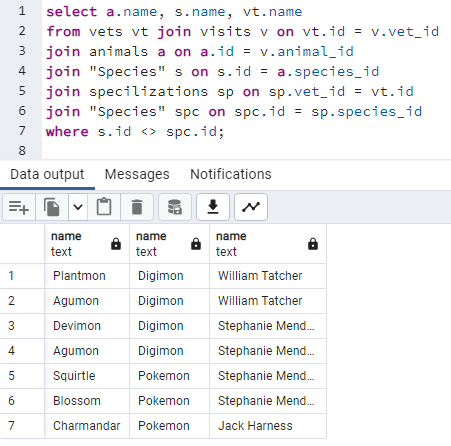 1 select a.name, s.name, vt.name
2 from vets vt join visits v on vt.id = v.vet_id
3 join animals a on a.id = v.animal_id
4 join "Species" s on s.id = a.species_id
5 join specilizations sp on sp.vet_id = vt.id
6 join "Species" spc on spc.id = sp.species_id
7 where s.id <> spc.id;
8
Data output Messages Notifications
name name name
text text text
1 Plantmon Digimon William Tatcher
2 Agumon Digimon William Tatcher
3 Devimon Digimon Stephanie Mend...
4 Agumon Digimon Stephanie Mend...
5 Squirtle Pokemon Stephanie Mend...
6 Blossom Pokemon Stephanie Mend...
7 Charmandar Pokemon Jack Harness